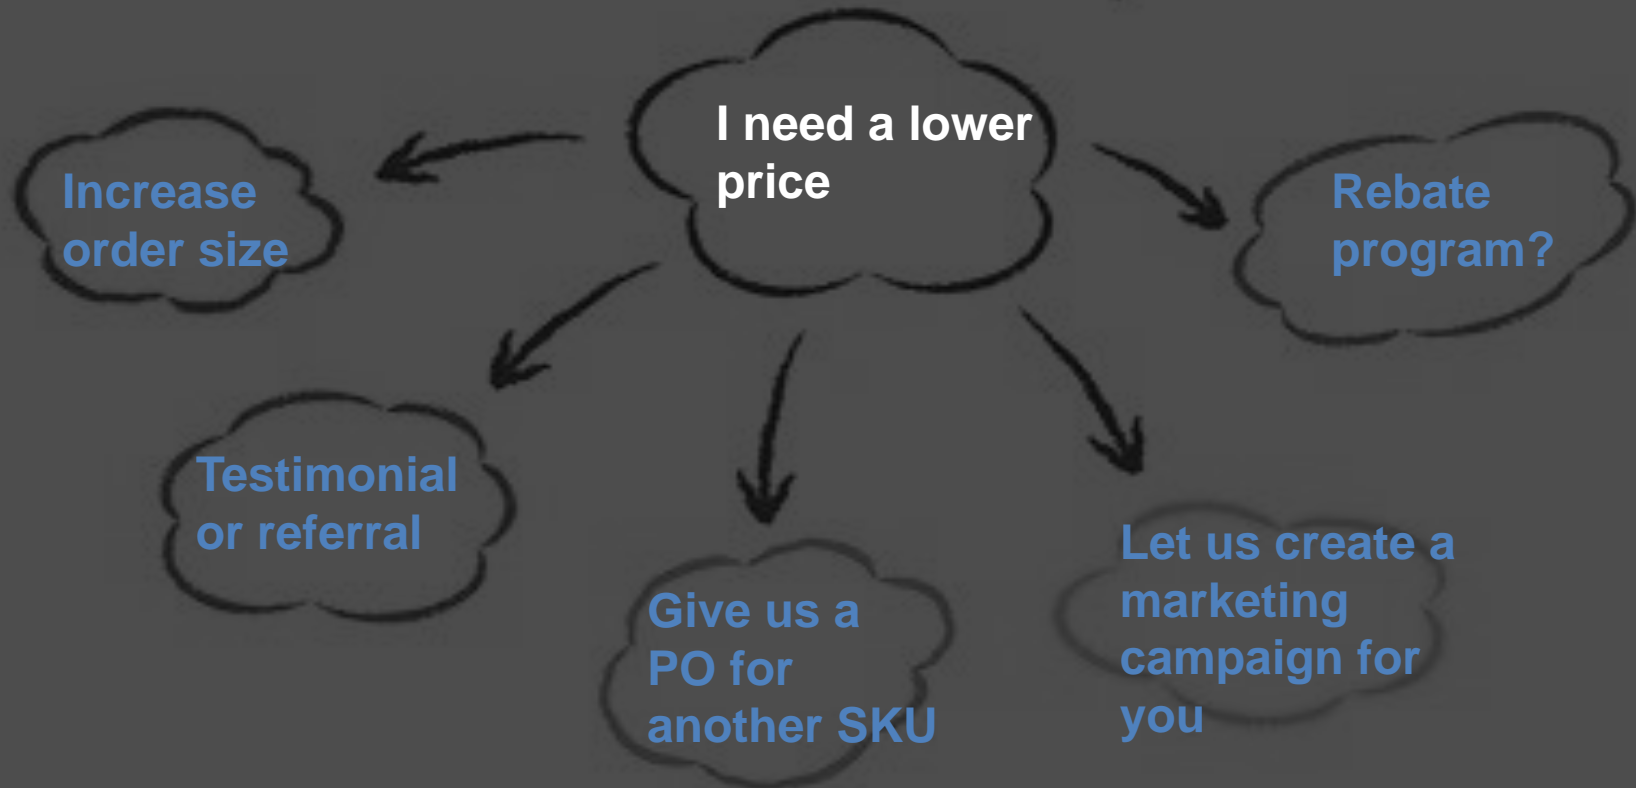 I need a lower
price
Increase
order size
Rebate
program?
Testimonial
or referral
Give us a
PO for
another SKU
Let us create a
marketing
campaign for
you